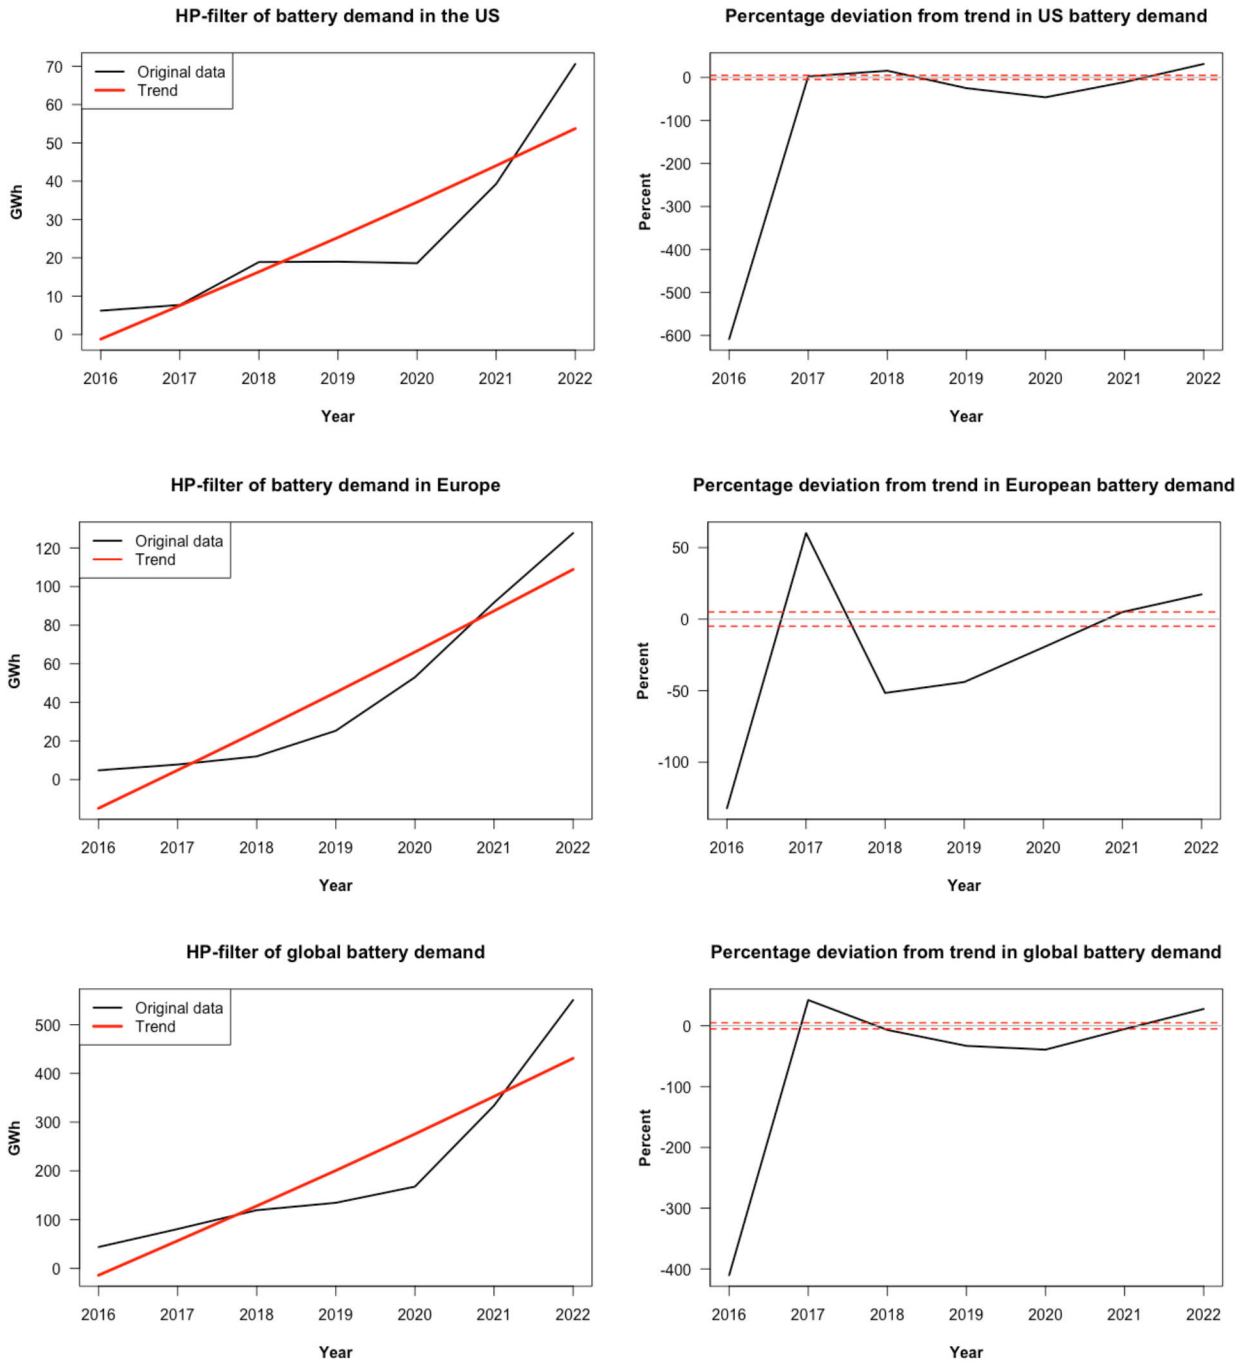 HP-filter of battery demand in the US
Original data
Trend
GWh
70
60
50
40
30
20
10
0
2016 2017 2018 2019 2020 2021 2022
Year
Percentage deviation from trend in US battery demand
Percent
0
-100
-200
-300
-400
-500
-600
2016 2017 2018 2019 2020 2021 2022
Year
HP-filter of battery demand in Europe
Original data
Trend
GWh
120
100
80
60
40
20
0
2016 2017 2018 2019 2020 2021 2022
Year
Percentage deviation from trend in European battery demand
Percent
50
0
-50
-100
2016 2017 2018 2019 2020 2021 2022
Year
HP-filter of global battery demand
Original data
Trend
GWh
500
400
300
200
100
0
2016 2017 2018 2019 2020 2021 2022
Year
Percentage deviation from trend in global battery demand
Percent
0
-100
-200
-300
-400
2016 2017 2018 2019 2020 2021 2022
Year